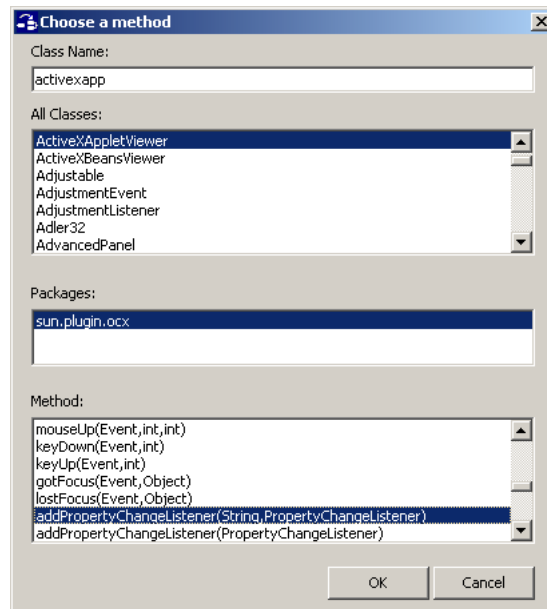 Choose a method
Class Name:
activexapp
All Classes:
ActiveXAppletViewer
ActiveXBeansViewer
Adjustable
AdjustmentEvent
AdjustmentListener
Adler32
AdvancedPanel
Packages:
sun.plugin.ocx
Method:
mouseUp(Event,int,int)
keyDown(Event,int)
keyUp(Event,int)
gotFocus(Event,Object)
lostFocus(Event,Object)
addPropertyChangeListener(String,PropertyChangeListener)
addPropertyChangeListener(PropertyChangeListener)
OK Cancel